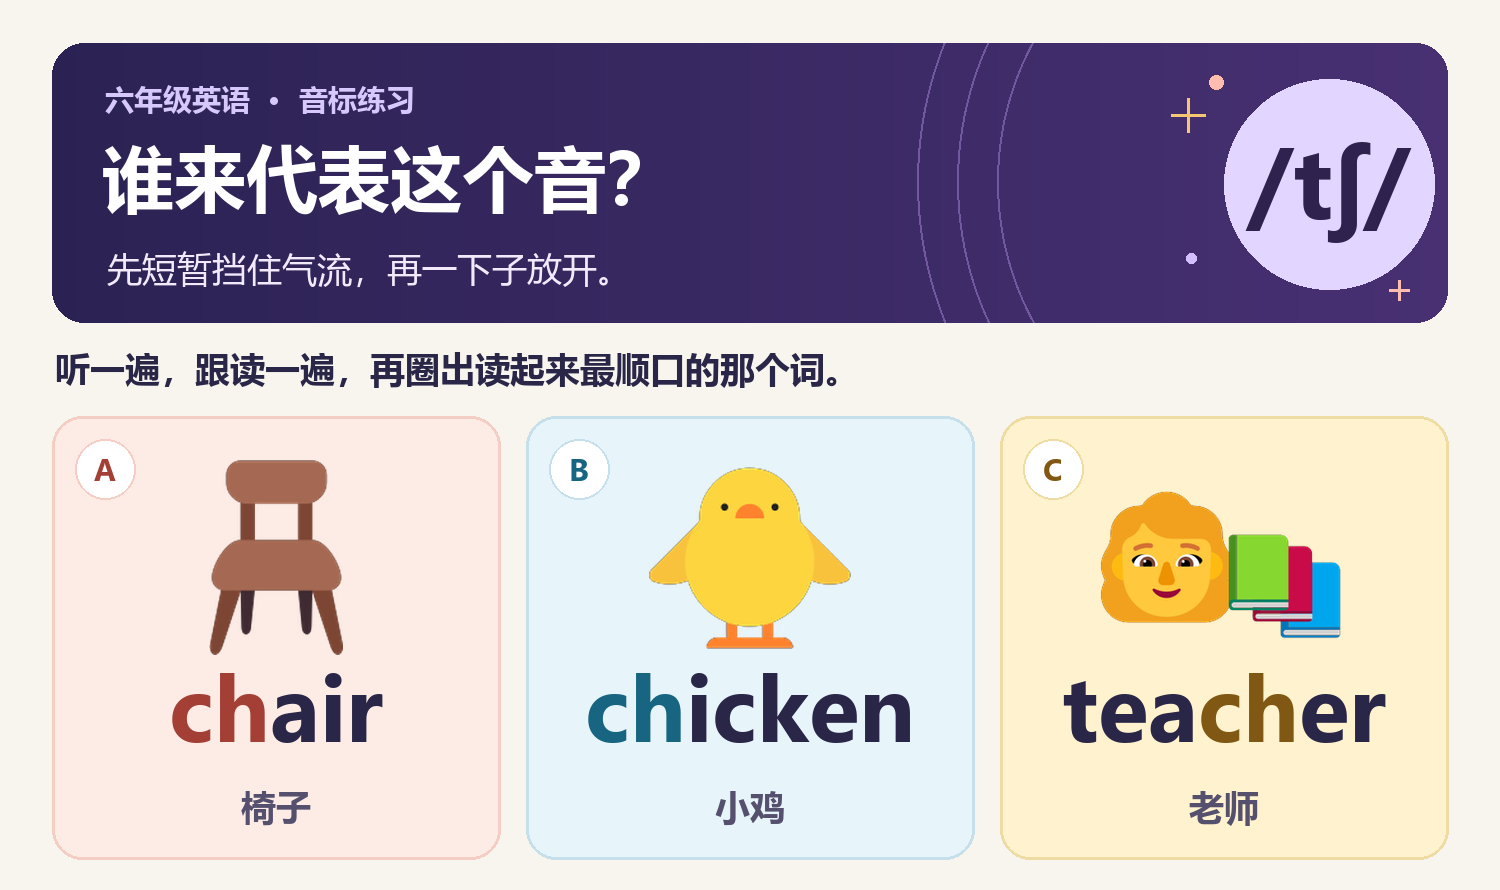 六年级英语 • 音标练习
谁来代表这个音？
/tʃ/
先短暂挡住气流，再一下子放开。
听一遍，跟读一遍，再圈出读起来最顺口的那个词。
A
chair
椅子
B
chicken
小鸡
C
teacher
老师